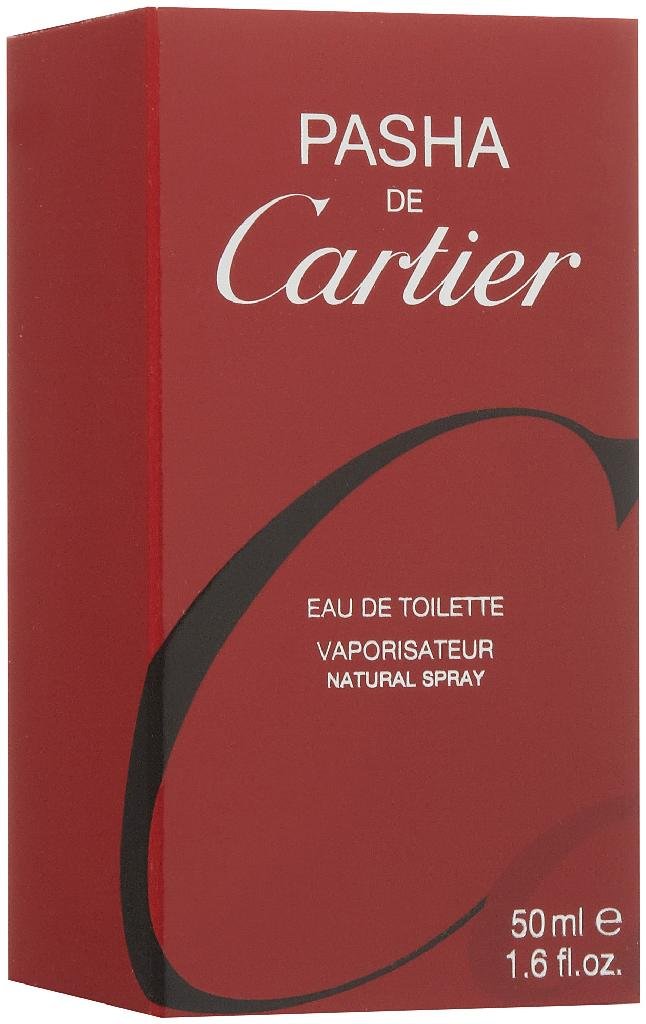 PASHA
DE
Cartier
EAU DE TOILETTE
VAPORISATEUR
NATURAL SPRAY
50 ml ℮
1.6 fl.oz.